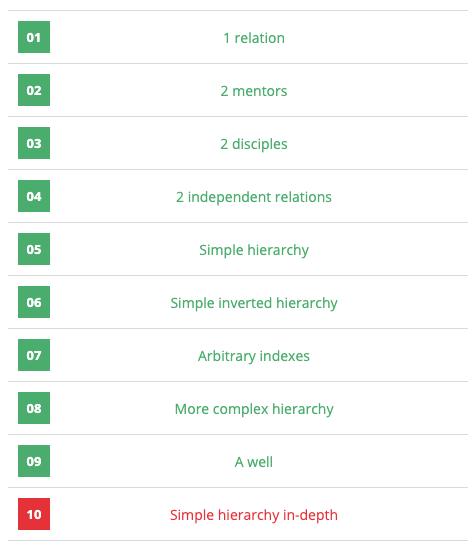 01 1 relation
02 2 mentors
03 2 disciples
04 2 independent relations
05 Simple hierarchy
06 Simple inverted hierarchy
07 Arbitrary indexes
08 More complex hierarchy
09 A well
10 Simple hierarchy in-depth